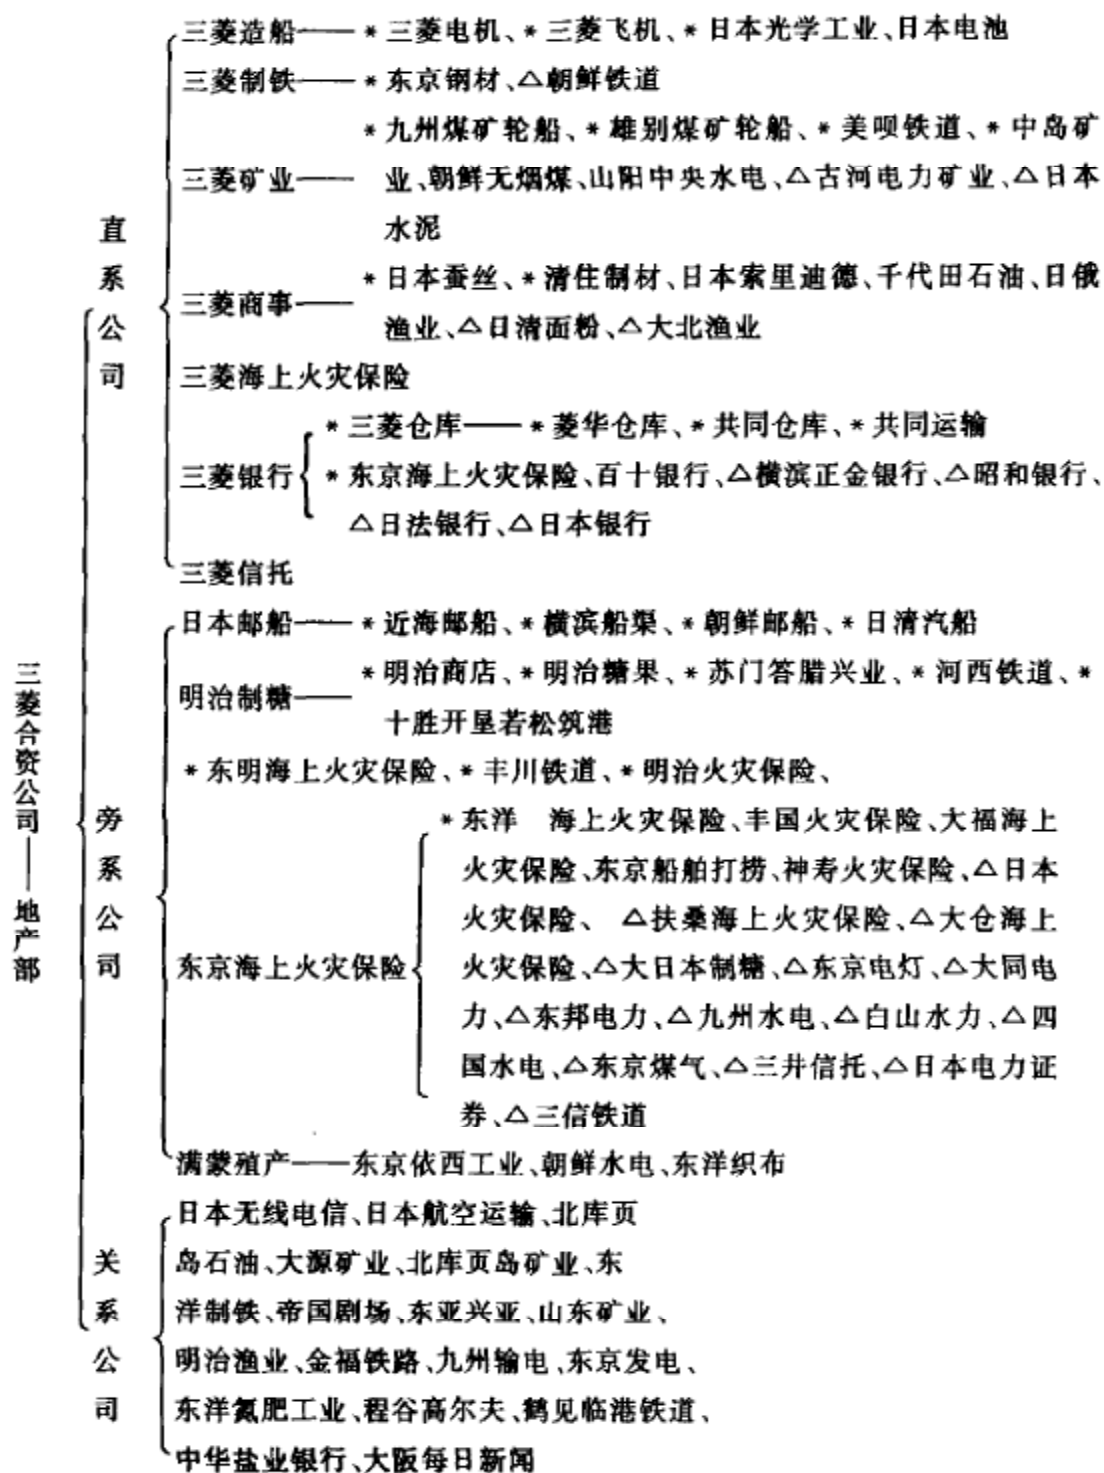 三菱合资公司——地产部
直系公司
三菱造船——*三菱电机、*三菱飞机、*日本光学工业、日本电池
三菱制铁——*东京钢材、△朝鲜铁道
三菱矿业——
*九州煤矿轮船、*雄别煤矿轮船、*美呗铁道、*中岛矿
业、朝鲜无烟煤、山阳中央水电、△古河电力矿业、△日本
水泥
三菱商事——
*日本蚕丝、*清住制材、日本索里迪德、千代田石油、日俄
渔业、△日清面粉、△大北渔业
三菱海上火灾保险
三菱银行
*三菱仓库——*菱华仓库、*共同仓库、*共同运输
*东京海上火灾保险、百十银行、△横滨正金银行、△昭和银行、
△日法银行、△日本银行
三菱信托
旁系公司
日本邮船——*近海邮船、*横滨船渠、*朝鲜邮船、*日清汽船
明治制糖——
*明治商店、*明治糖果、*苏门答腊兴业、*河西铁道、*
十胜开垦若松筑港
*东明海上火灾保险、*丰川铁道、*明治火灾保险、
东京海上火灾保险
*东洋 海上火灾保险、丰国火灾保险、大福海上
火灾保险、东京船舶打捞、神寿火灾保险、△日本
火灾保险、 △扶桑海上火灾保险、△大仓海上
火灾保险、△大日本制糖、△东京电灯、△大同电
力、△东邦电力、△九州水电、△白山水力、△四
国水电、△东京煤气、△三井信托、△日本电力证
券、△三信铁道
满蒙殖产——东京依西工业、朝鲜水电、东洋织布
关系公司
日本无线电信、日本航空运输、北库页
岛石油、大源矿业、北库页岛矿业、东
洋制铁、帝国剧场、东亚兴亚、山东矿业、
明治渔业、金福铁路、九州输电、东京发电、
东洋氮肥工业、程谷高尔夫、鹤见临港铁道、
中华盐业银行、大阪每日新闻